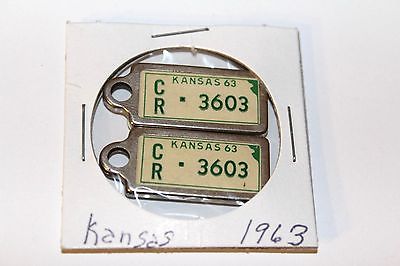 KANSAS 63
CR · 3603
KANSAS 63
CR · 3603
Kansas 1963